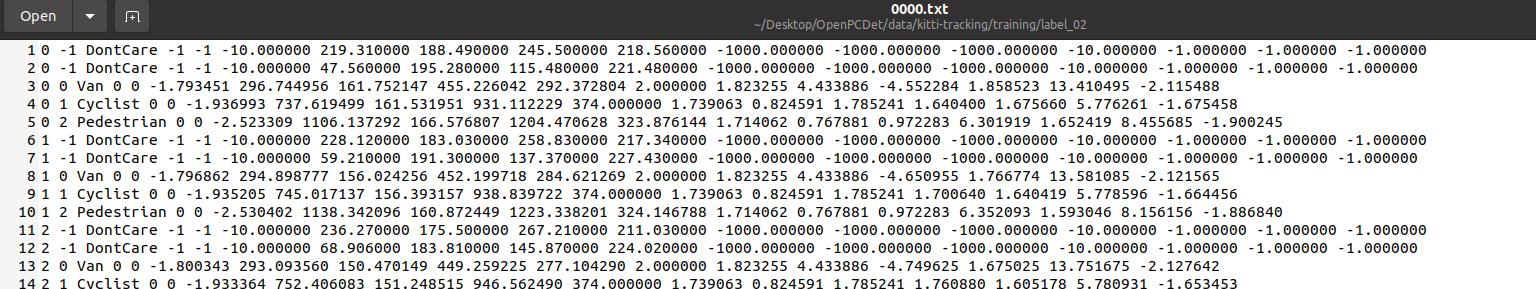 Open
0000.txt
~/Desktop/OpenPCDet/data/kitti-tracking/training/label_02
1 0 -1 DontCare -1 -1 -10.000000 219.310000 188.490000 245.500000 218.560000 -1000.000000 -1000.000000 -1000.000000 -10.000000 -1.000000 -1.000000 -1.000000
2 0 -1 DontCare -1 -1 -10.000000 47.560000 195.280000 115.480000 221.480000 -1000.000000 -1000.000000 -1000.000000 -10.000000 -1.000000 -1.000000 -1.000000
3 0 0 Van 0 0 -1.793451 296.744956 161.752147 455.226042 292.372804 2.000000 1.823255 4.433886 -4.552284 1.858523 13.410495 -2.115488
4 0 1 Cyclist 0 0 -1.936993 737.619499 161.531951 931.112229 374.000000 1.739063 0.824591 1.785241 1.640400 1.675660 5.776261 -1.675458
5 0 2 Pedestrian 0 0 -2.523309 1106.137292 166.576807 1204.470628 323.876144 1.714062 0.767881 0.972283 6.301919 1.652419 8.455685 -1.900245
6 1 -1 DontCare -1 -1 -10.000000 228.120000 183.030000 258.830000 217.340000 -1000.000000 -1000.000000 -1000.000000 -10.000000 -1.000000 -1.000000 -1.000000
7 1 -1 DontCare -1 -1 -10.000000 59.210000 191.300000 137.370000 227.430000 -1000.000000 -1000.000000 -1000.000000 -10.000000 -1.000000 -1.000000 -1.000000
8 1 0 Van 0 0 -1.796862 294.898777 156.024256 452.199718 284.621269 2.000000 1.823255 4.433886 -4.650955 1.766774 13.581085 -2.121565
9 1 1 Cyclist 0 0 -1.935205 745.017137 156.393157 938.839722 374.000000 1.739063 0.824591 1.785241 1.700640 1.640419 5.778596 -1.664456
10 1 2 Pedestrian 0 0 -2.530402 1138.342096 160.872449 1223.338201 324.146788 1.714062 0.767881 0.972283 6.352093 1.593046 8.156156 -1.886840
11 2 -1 DontCare -1 -1 -10.000000 236.270000 175.500000 267.210000 211.030000 -1000.000000 -1000.000000 -1000.000000 -10.000000 -1.000000 -1.000000 -1.000000
12 2 -1 DontCare -1 -1 -10.000000 68.906000 183.810000 145.870000 224.020000 -1000.000000 -1000.000000 -1000.000000 -10.000000 -1.000000 -1.000000 -1.000000
13 2 0 Van 0 0 -1.800343 293.093560 150.470149 449.259225 277.104290 2.000000 1.823255 4.433886 -4.749625 1.675025 13.751675 -2.127642
14 2 1 Cyclist 0 0 -1.933364 752.406083 151.248515 946.562490 374.000000 1.739063 0.824591 1.785241 1.760880 1.605178 5.780931 -1.653453